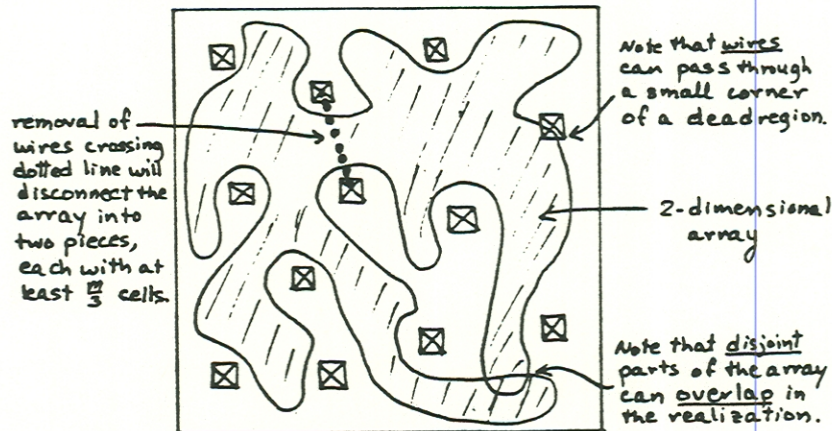 Note that wires
can pass through
a small corner
of a dead region.
removal of
wires crossing
dotted line will
disconnect the
array into
two pieces,
each with at
least m/3 cells.
2-dimensional
array
Note that disjoint
parts of the array
can overlap in
the realization.